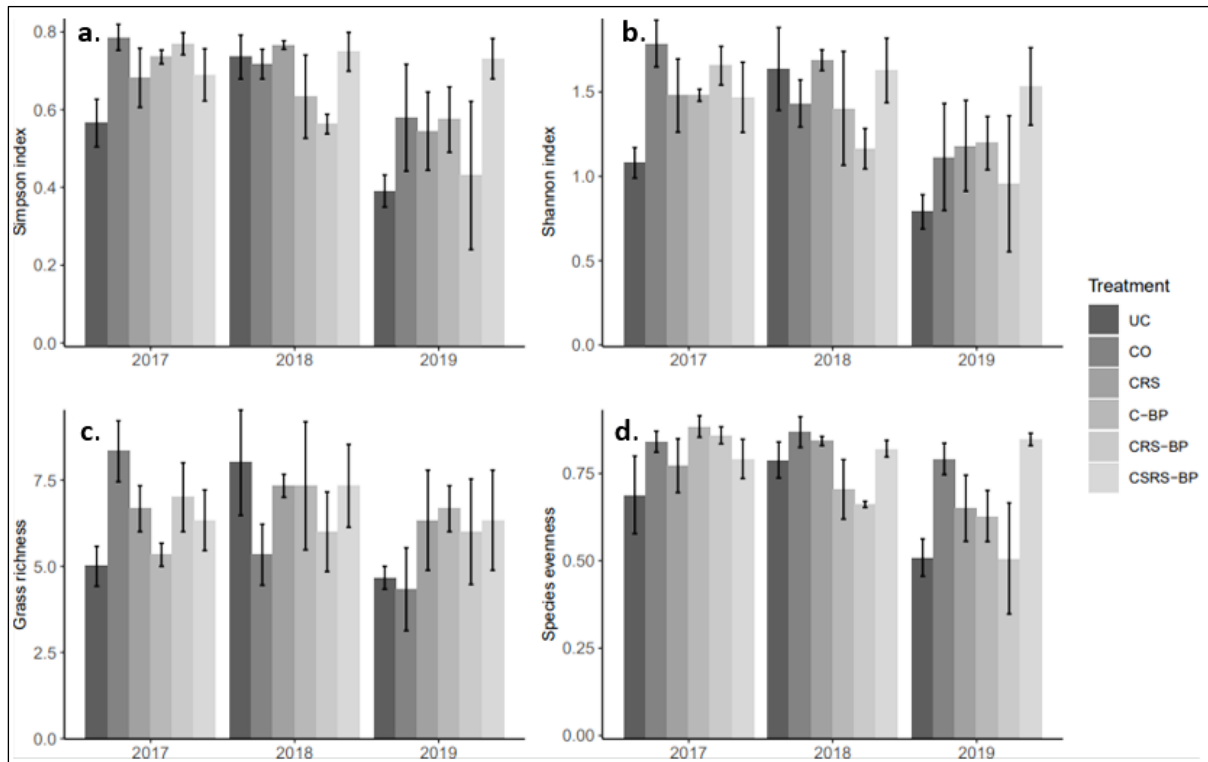 a.
Simpson index
0.8
0.6
0.4
0.2
0.0
2017 2018 2019
b.
Shannon index
1.5
1.0
0.5
0.0
2017 2018 2019
c.
Grass richness
7.5
5.0
2.5
0.0
2017 2018 2019
d.
Species evenness
0.75
0.50
0.25
0.00
2017 2018 2019
Treatment
UC
CO
CRS
C-BP
CRS-BP
CSRS-BP